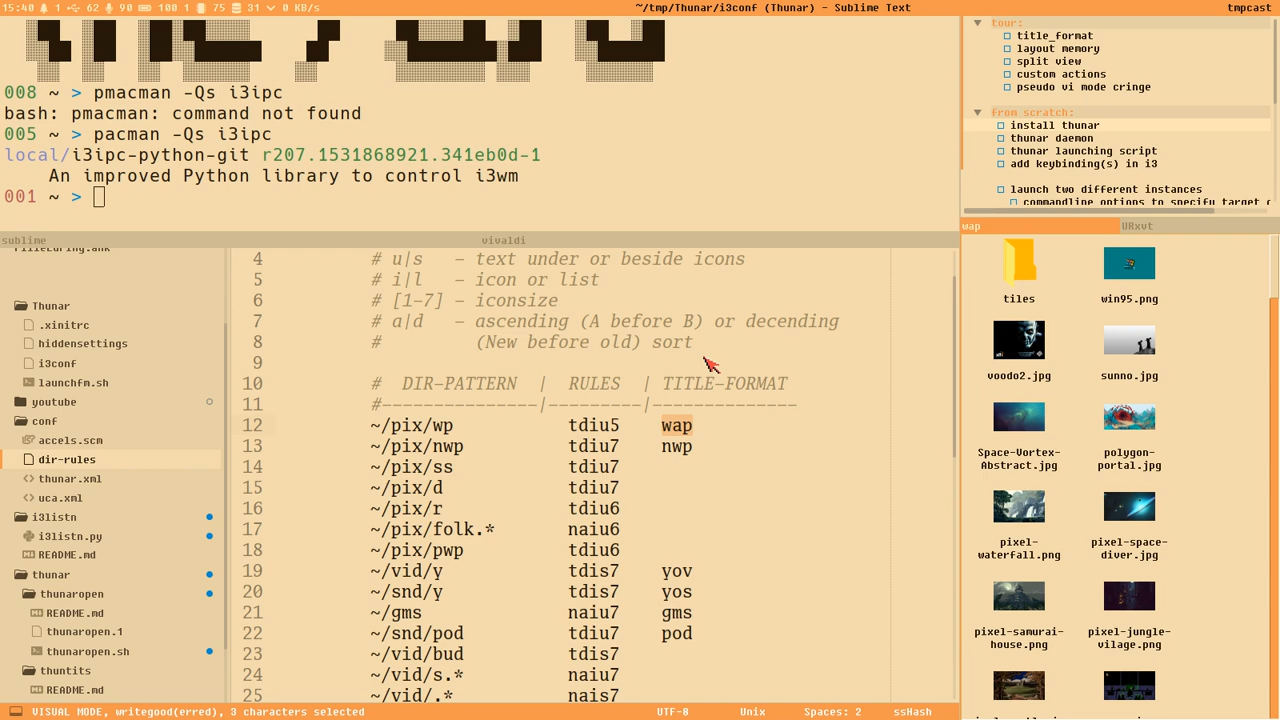 15:40 1 62 90 100 1 75 31 0 KB/s
~/tmp/Thunar/i3conf (Thunar) - Sublime Text
tmpcast
008 ~ > pmacman -Qs i3ipc
bash: pmacman: command not found
005 ~ > pacman -Qs i3ipc
local/i3ipc-python-git r207.1531868921.341eb0d-1
An improved Python library to control i3wm
001 ~ >
tour:
title_format
layout memory
split view
custom actions
pseudo vi mode cringe
From scratch:
install thunar
thunar daemon
thunar launching script
add keybinding(s) in i3
launch two different instances
commandline options to specify target
sublime
vivaldi
Thunar
.xinitrc
hiddensettings
i3conf
launchfm.sh
youtube
conf
accels.scm
dir-rules
thunar.xml
uca.xml
i3listn
i3listn.py
README.md
thunar
thunaropen
README.md
thunaropen.1
thunaropen.sh
thuntits
README.md
4 # u|s – text under or beside icons
5 # i|l – icon or list
6 # [1–7] – iconsize
7 # a|d – ascending (A before B) or decending
8 # (New before old) sort
9
10 # DIR–PATTERN | RULES | TITLE–FORMAT
11 #–––––––––––––––|–––––––––|––––––––––––––
12 ~/pix/wp tdiu5 wap
13 ~/pix/nwp tdiu7 nwp
14 ~/pix/ss tdiu7
15 ~/pix/d tdiu7
16 ~/pix/r tdiu6
17 ~/pix/folk.* naiu6
18 ~/pix/pwp tdiu6
19 ~/vid/y tdis7 yov
20 ~/snd/y tdis7 yos
21 ~/gms naiu7 gms
22 ~/snd/pod tdiu7 pod
23 ~/vid/bud tdis7
24 ~/vid/s.* naiu7
25 ~/vid/.* nais7
wap
URxvt
tiles
win95.png
voodo2.jpg
sunno.jpg
Space-Vortex-
Abstract.jpg
polygon-
portal.jpg
pixel-
waterfall.png
pixel-space-
diver.jpg
pixel-samurai-
house.png
pixel-jungle-
vilage.png
VISUAL MODE, writegood(erred), 3 characters selected
UTF-8
Unix
Spaces: 2
ssHash